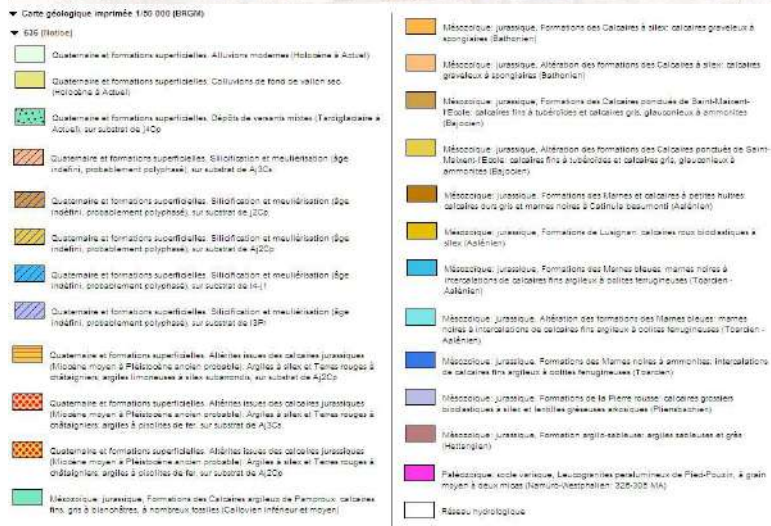 Carte géologique imprimée 1/50 000 (BRGM)
636 [Notice]
Quaternaire et formations superficielles. Alluvions modernes (Holocène à Actuel)
Quaternaire et formations superficielles. Colluvions de fond de vallon sec
(Holocène à Actuel)
Quaternaire et formations superficielles. Dépôts de versants mixtes (Tardiglaciaire à
Actuel), sur substrat de j4Cp
Quaternaire et formations superficielles. Silicification et meuliérisation (âge
indéfini, probablement polyphasé), sur substrat de Aj3Cs
Quaternaire et formations superficielles. Silicification et meuliérisation (âge
indéfini, probablement polyphasé), sur substrat de j2Cp
Quaternaire et formations superficielles. Silicification et meuliérisation (âge
indéfini, probablement polyphasé), sur substrat de Aj2Cp
Quaternaire et formations superficielles. Silicification et meuliérisation (âge
indéfini, probablement polyphasé), sur substrat de l4-j1
Quaternaire et formations superficielles. Silicification et meuliérisation (âge
indéfini, probablement polyphasé), sur substrat de l3Pr
Quaternaire et formations superficielles. Altérites issues des calcaires jurassiques
(Miocène moyen à Pléistocène ancien probable). Argiles à silex et Terres rouges à
châtaigniers: argiles limoneuses à silex subarrondis, sur substrat de Aj2Cp
Quaternaire et formations superficielles. Altérites issues des calcaires jurassiques
(Miocène moyen à Pléistocène ancien probable). Argiles à silex et Terres rouges à
châtaigniers: argiles à pisolites de fer, sur substrat de Aj3Cs
Quaternaire et formations superficielles. Altérites issues des calcaires jurassiques
(Miocène moyen à Pléistocène ancien probable). Argiles à silex et Terres rouges à
châtaigniers: argiles à pisolites de fer, sur substrat de Aj2Cp
Mésozoïque: jurassique, Formations des Calcaires argileux de Pamproux: calcaires
fins, gris à blanchâtres, à nombreux fossiles (Callovien inférieur et moyen)
Mésozoïque: jurassique, Formations des Calcaires à silex: calcaires graveleux à
spongiaires (Bathonien)
Mésozoïque: jurassique, Altération des formations des Calcaires à silex: calcaires
graveleux à spongiaires (Bathonien)
Mésozoïque: jurassique, Formations des Calcaires ponctués de Saint-Maixent-
l'Ecole: calcaires fins à tubéroïdes et calcaires gris, glauconieux à ammonites
(Bajocien)
Mésozoïque: jurassique, Altération des formations des Calcaires ponctués de Saint-
Maixent-l'Ecole: calcaires fins à tubéroïdes et calcaires gris, glauconieux à
ammonites (Bajocien)
Mésozoïque: jurassique, Formations des Marnes et calcaires à petites huîtres:
calcaires durs gris et marnes noires à Catinula beaumonti (Aalénien)
Mésozoïque: jurassique, Formations de Lusignan: calcaires roux bioclastiques à
silex (Aalénien)
Mésozoïque: jurassique, Formations des Marnes bleues: marnes noires à
intercalations de calcaires fins argileux à oolites ferrugineuses (Toarcien -
Aalénien)
Mésozoïque: jurassique, Altération des formations des Marnes bleues: marnes
noires à intercalations de calcaires fins argileux à oolites ferrugineuses (Toarcien -
Aalénien)
Mésozoïque: jurassique, Formations des Marnes noires à ammonites: intercalations
de calcaires fins argileux à oolites ferrugineuses (Toarcien)
Mésozoïque: jurassique, Formations de la Pierre rousse: calcaires grossiers
bioclastiques à silex et lentilles gréseuses arkosiques (Pliensbachien)
Mésozoïque: jurassique, Formation argilo-sableuse: argiles sableuses et grès
(Hettangien)
Paléozoïque: socle varisque, Leucogranites peralumineux de Pied-Pouzin, à grain
moyen à deux micas (Namuro-Westphalien: 326-305 MA)
Réseau hydrologique